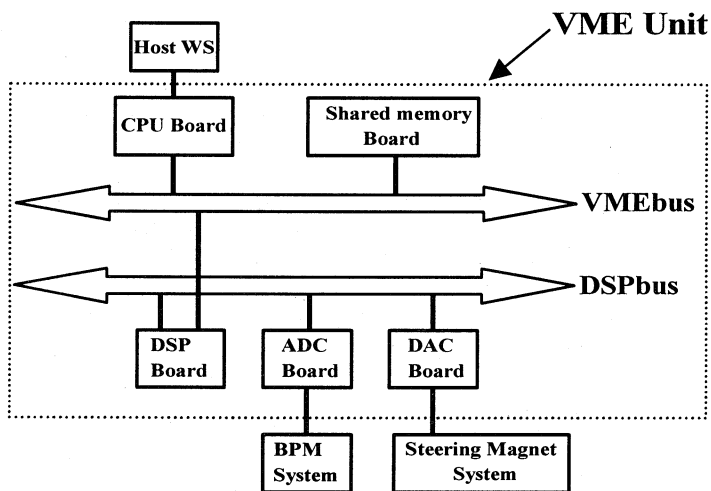 VME Unit
Host WS
CPU Board
Shared memory
Board
VMEbus
DSPbus
DSP
Board
ADC
Board
DAC
Board
BPM
System
Steering Magnet
System